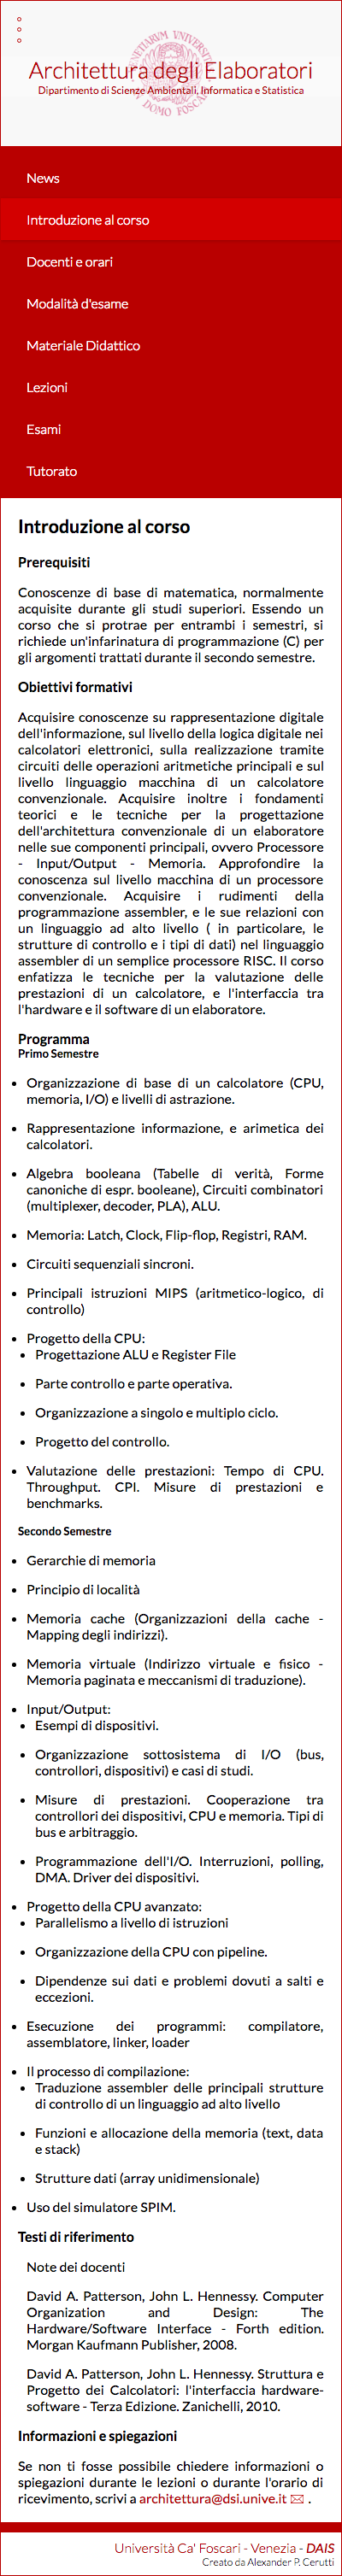 Architettura degli Elaboratori
Dipartimento di Scienze Ambientali, Informatica e Statistica
News
Introduzione al corso
Docenti e orari
Modalità d'esame
Materiale Didattico
Lezioni
Esami
Tutorato
Introduzione al corso
Prerequisiti
Conoscenze di base di matematica, normalmente
acquisite durante gli studi superiori. Essendo un
corso che si protrae per entrambi i semestri, si
richiede un'infarinatura di programmazione (C) per
gli argomenti trattati durante il secondo semestre.
Obiettivi formativi
Acquisire conoscenze su rappresentazione digitale
dell'informazione, sul livello della logica digitale nei
calcolatori elettronici, sulla realizzazione tramite
circuiti delle operazioni aritmetiche principali e sul
livello linguaggio macchina di un calcolatore
convenzionale. Acquisire inoltre i fondamenti
teorici e le tecniche per la progettazione
dell'architettura convenzionale di un elaboratore
nelle sue componenti principali, ovvero Processore
- Input/Output - Memoria. Approfondire la
conoscenza sul livello macchina di un processore
convenzionale. Acquisire i rudimenti della
programmazione assembler, e le sue relazioni con
un linguaggio ad alto livello ( in particolare, le
strutture di controllo e i tipi di dati) nel linguaggio
assembler di un semplice processore RISC. Il corso
enfatizza le tecniche per la valutazione delle
prestazioni di un calcolatore, e l'interfaccia tra
l'hardware e il software di un elaboratore.
Programma
Primo Semestre
• Organizzazione di base di un calcolatore (CPU,
memoria, I/O) e livelli di astrazione.
• Rappresentazione informazione, e arimetica dei
calcolatori.
• Algebra booleana (Tabelle di verità, Forme
canoniche di espr. booleane), Circuiti combinatori
(multiplexer, decoder, PLA), ALU.
• Memoria: Latch, Clock, Flip-flop, Registri, RAM.
• Circuiti sequenziali sincroni.
• Principali istruzioni MIPS (aritmetico-logico, di
controllo)
• Progetto della CPU:
• Progettazione ALU e Register File
• Parte controllo e parte operativa.
• Organizzazione a singolo e multiplo ciclo.
• Progetto del controllo.
• Valutazione delle prestazioni: Tempo di CPU.
Throughput. CPI. Misure di prestazioni e
benchmarks.
Secondo Semestre
• Gerarchie di memoria
• Principio di località
• Memoria cache (Organizzazioni della cache -
Mapping degli indirizzi).
• Memoria virtuale (Indirizzo virtuale e fisico -
Memoria paginata e meccanismi di traduzione).
• Input/Output:
• Esempi di dispositivi.
• Organizzazione sottosistema di I/O (bus,
controllori, dispositivi) e casi di studi.
• Misure di prestazioni. Cooperazione tra
controllori dei dispositivi, CPU e memoria. Tipi di
bus e arbitraggio.
• Programmazione dell'I/O. Interruzioni, polling,
DMA. Driver dei dispositivi.
• Progetto della CPU avanzato:
• Parallelismo a livello di istruzioni
• Organizzazione della CPU con pipeline.
• Dipendenze sui dati e problemi dovuti a salti e
eccezioni.
• Esecuzione dei programmi: compilatore,
assemblatore, linker, loader
• Il processo di compilazione:
• Traduzione assembler delle principali strutture
di controllo di un linguaggio ad alto livello
• Funzioni e allocazione della memoria (text, data
e stack)
• Strutture dati (array unidimensionale)
• Uso del simulatore SPIM.
Testi di riferimento
Note dei docenti
David A. Patterson, John L. Hennessy. Computer
Organization and Design: The
Hardware/Software Interface - Forth edition.
Morgan Kaufmann Publisher, 2008.
David A. Patterson, John L. Hennessy. Struttura e
Progetto dei Calcolatori: l'interfaccia hardware-
software - Terza Edizione. Zanichelli, 2010.
Informazioni e spiegazioni
Se non ti fosse possibile chiedere informazioni o
spiegazioni durante le lezioni o durante l'orario di
ricevimento, scrivi a architettura@dsi.unive.it .
Università Ca' Foscari - Venezia - DAIS
Creato da Alexander P. Cerutti